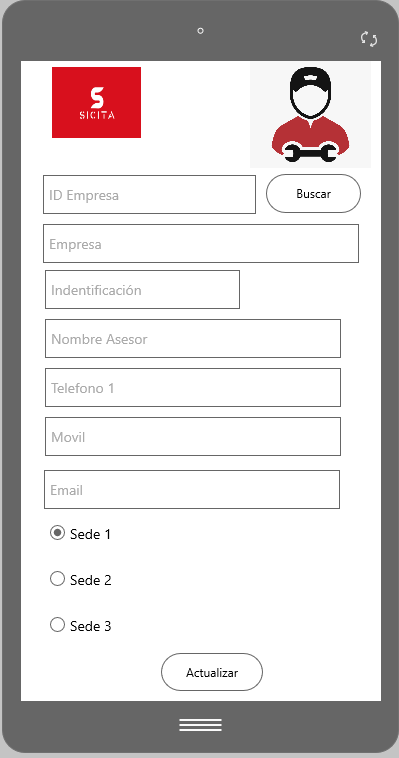 S
SICITA
ID Empresa
Buscar
Empresa
Indentificación
Nombre Asesor
Telefono 1
Movil
Email
Sede 1
Sede 2
Sede 3
Actualizar